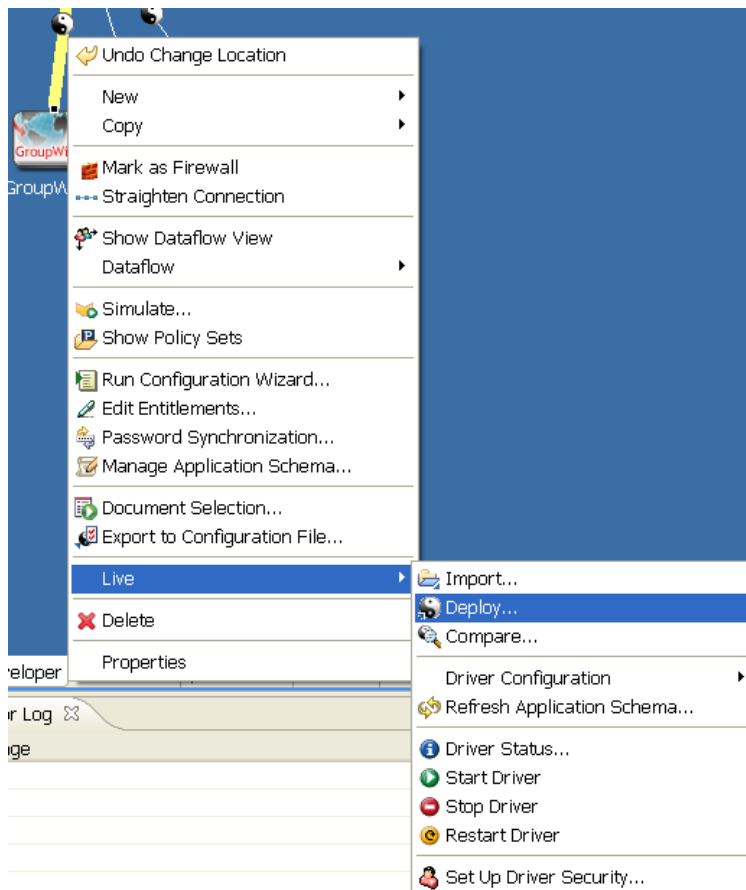 Undo Change Location
New
Copy
GroupWi
Mark as Firewall
GroupW
Straighten Connection
Show Dataflow View
Dataflow
Simulate...
Show Policy Sets
Run Configuration Wizard...
Edit Entitlements...
Password Synchronization...
Manage Application Schema...
Document Selection...
Export to Configuration File...
Live
Delete
Properties
Import...
Deploy...
Compare...
Driver Configuration
Refresh Application Schema...
Driver Status...
Start Driver
Stop Driver
Restart Driver
Set Up Driver Security...
veloper
or Log
age